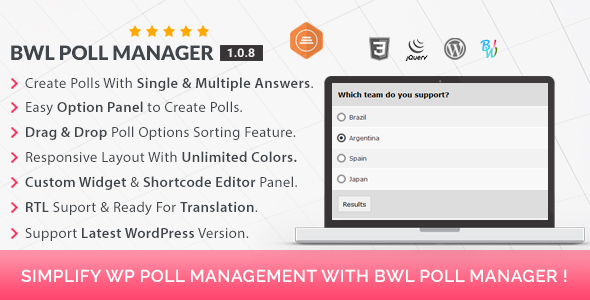 BWL POLL MANAGER 1.0.8
Create Polls With Single & Multiple Answers.
Easy Option Panel to Create Polls.
Drag & Drop Poll Options Sorting Feature.
Responsive Layout With Unlimited Colors.
Custom Widget & Shortcode Editor Panel.
RTL Suport & Ready For Translation.
Support Latest WordPress Version.
3 jQuery W BW
Which team do you support?
Brazil
Argentina
Spain
Japan
Results
SIMPLIFY WP POLL MANAGEMENT WITH BWL POLL MANAGER !